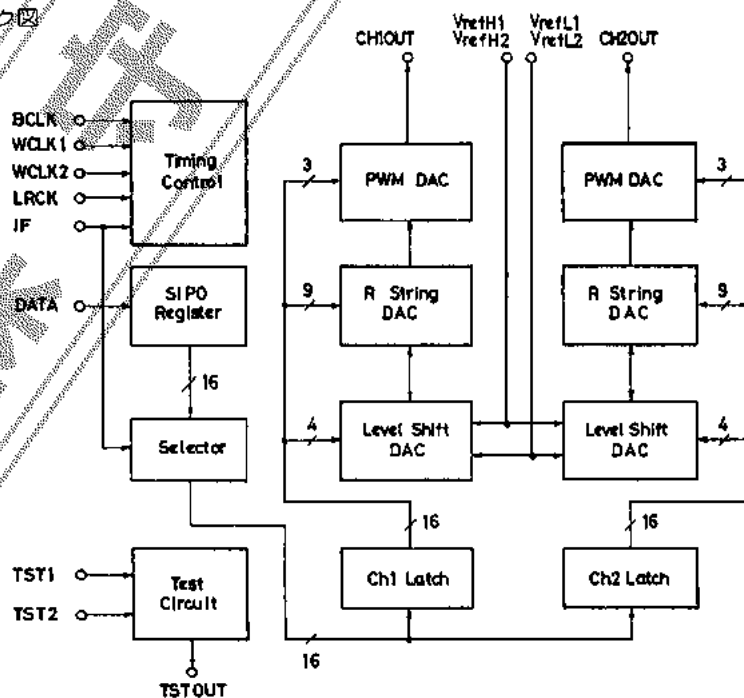 ク図
CH1OUT
VrefH1
VrefH2
VrefL1
VrefL2
CH2OUT
BCLK
WCLK1
WCLK2
LRCK
IF
Timing
Control
3
PWM DAC
PWM DAC
3
DATA
SIPO
Register
9
R String
DAC
R String
DAC
9
16
Selector
4
Level Shift
DAC
Level Shift
DAC
4
16
16
TST1
TST2
Test
Circuit
Ch1 Latch
Ch2 Latch
16
TSTOUT